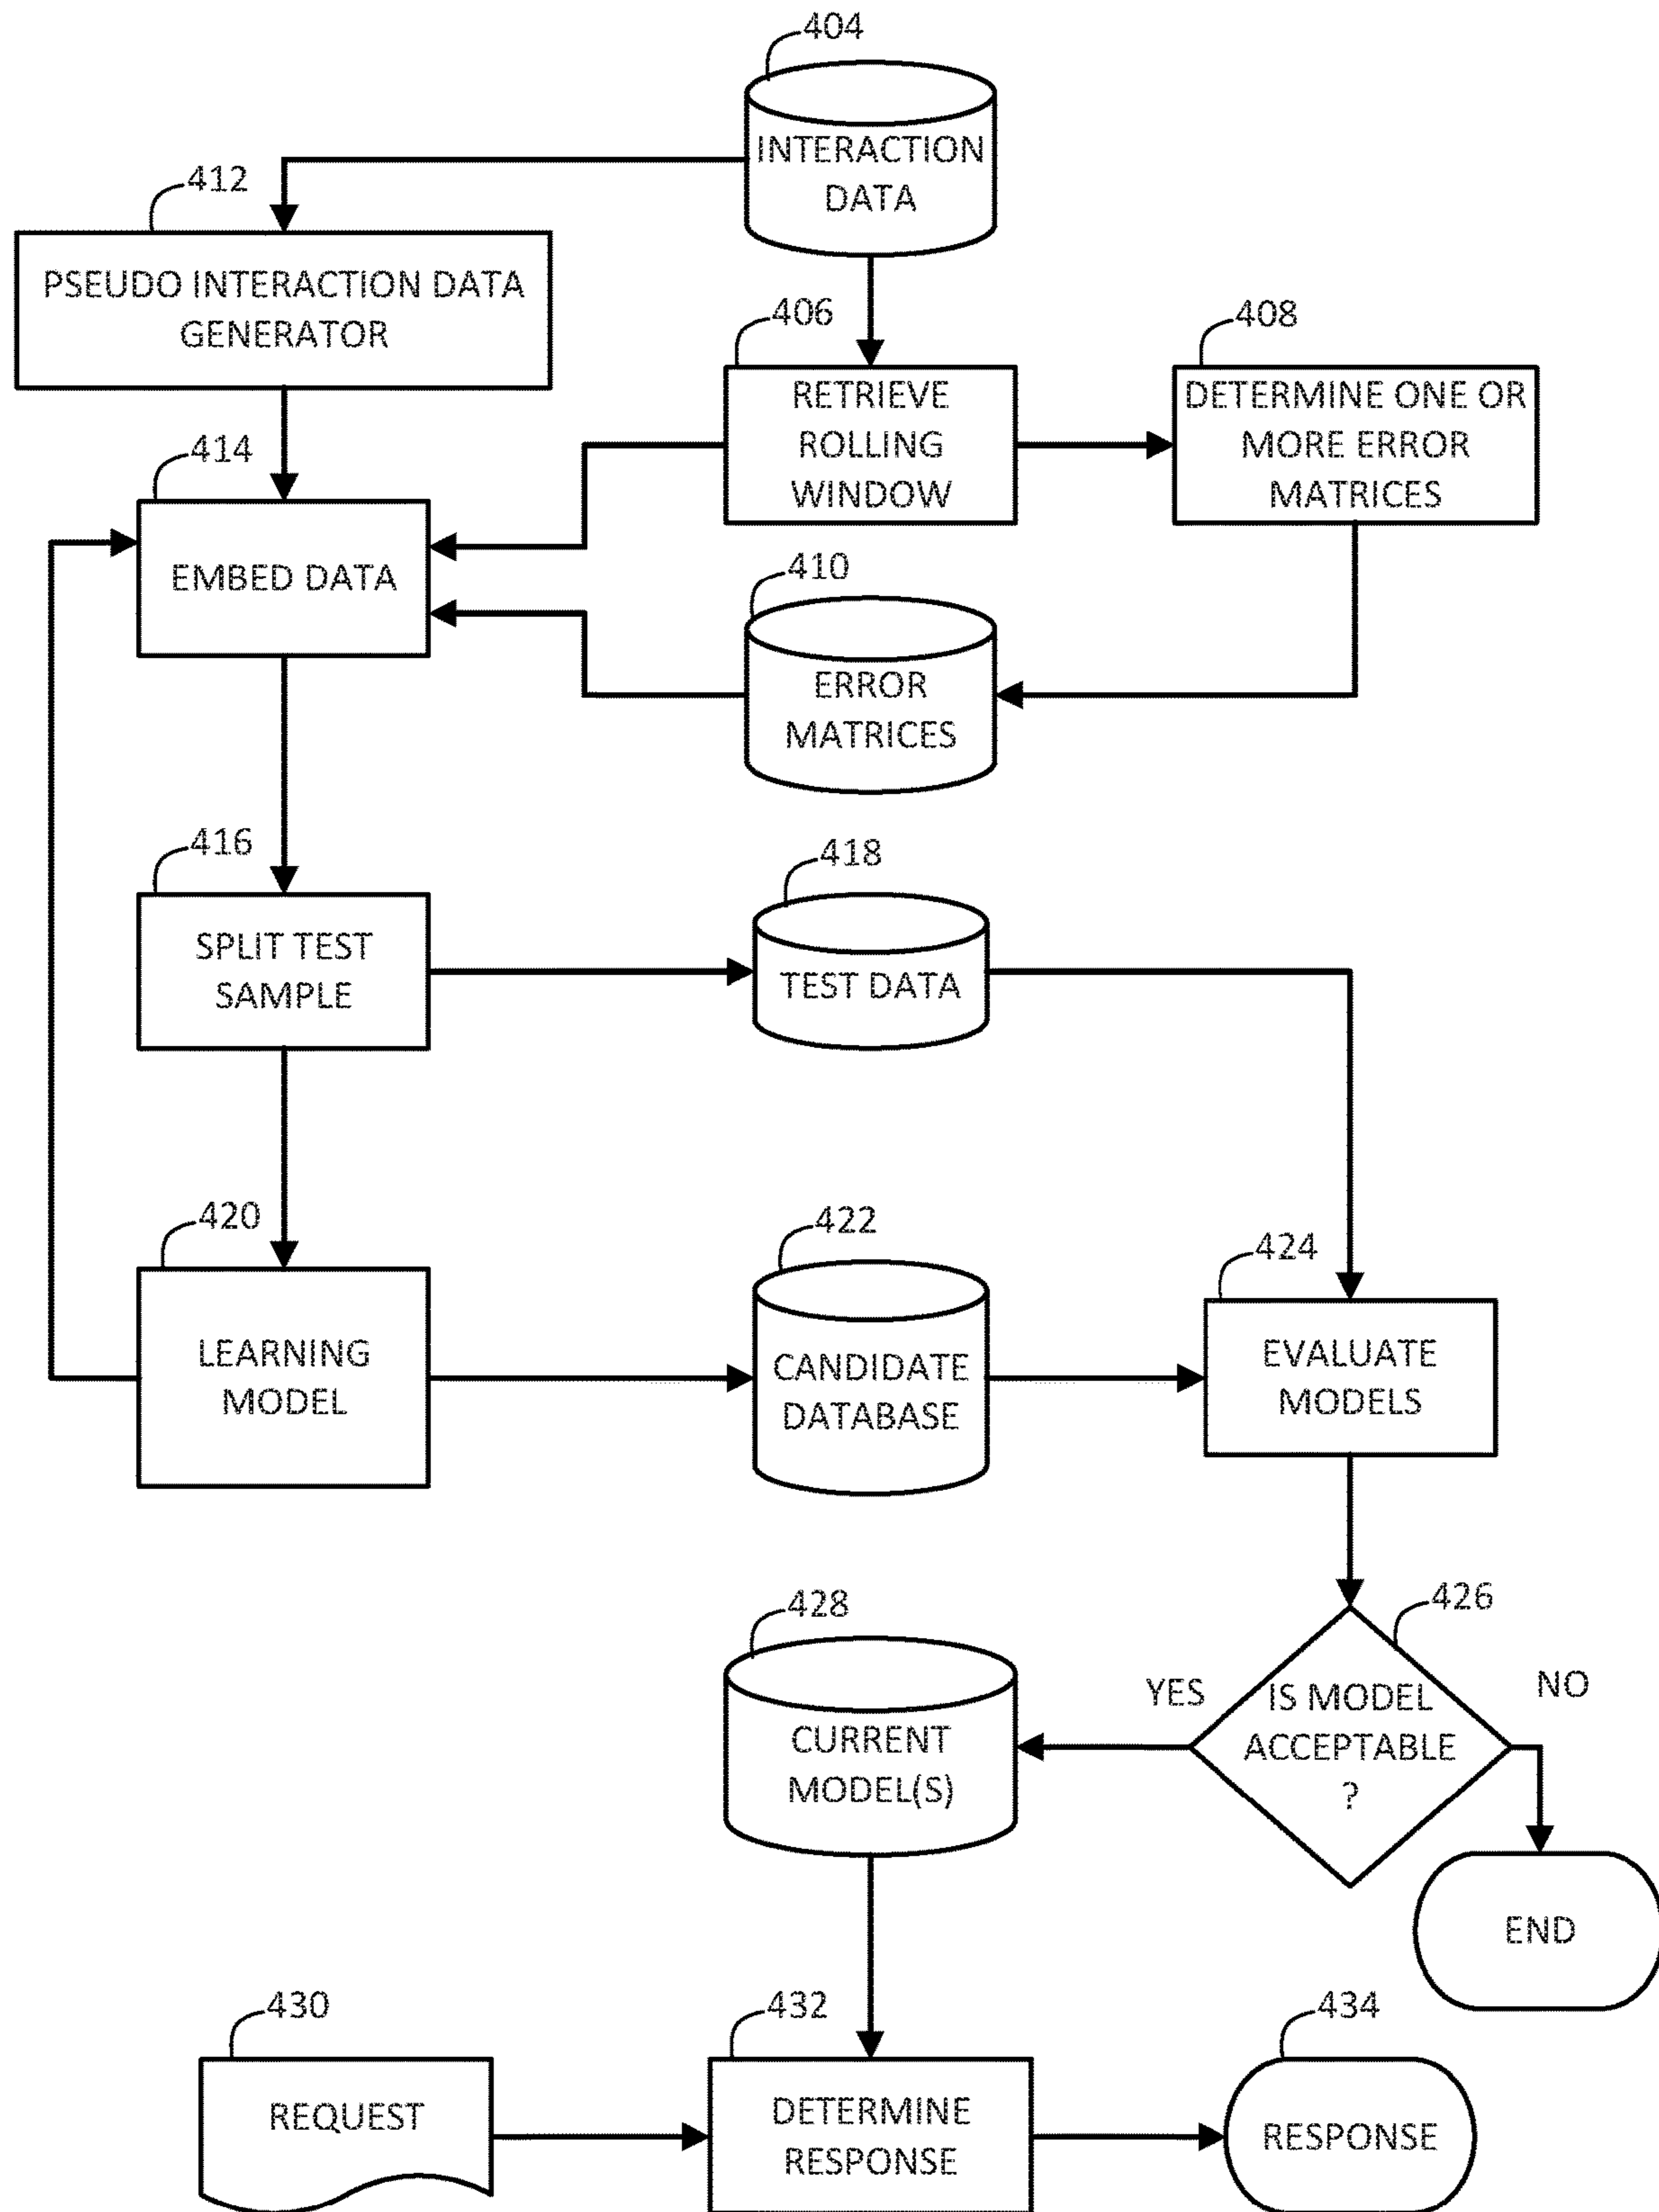 404
INTERACTION
DATA
412
PSEUDO INTERACTION DATA
GENERATOR
406
RETRIEVE
ROLLING
WINDOW
408
DETERMINE ONE OR
MORE ERROR
MATRICES
414
EMBED DATA
410
ERROR
MATRICES
416
SPLIT TEST
SAMPLE
418
TEST DATA
420
LEARNING
MODEL
422
CANDIDATE
DATABASE
424
EVALUATE
MODELS
426
IS MODEL
ACCEPTABLE
?
YES
NO
428
CURRENT
MODEL(S)
END
430
REQUEST
432
DETERMINE
RESPONSE
434
RESPONSE